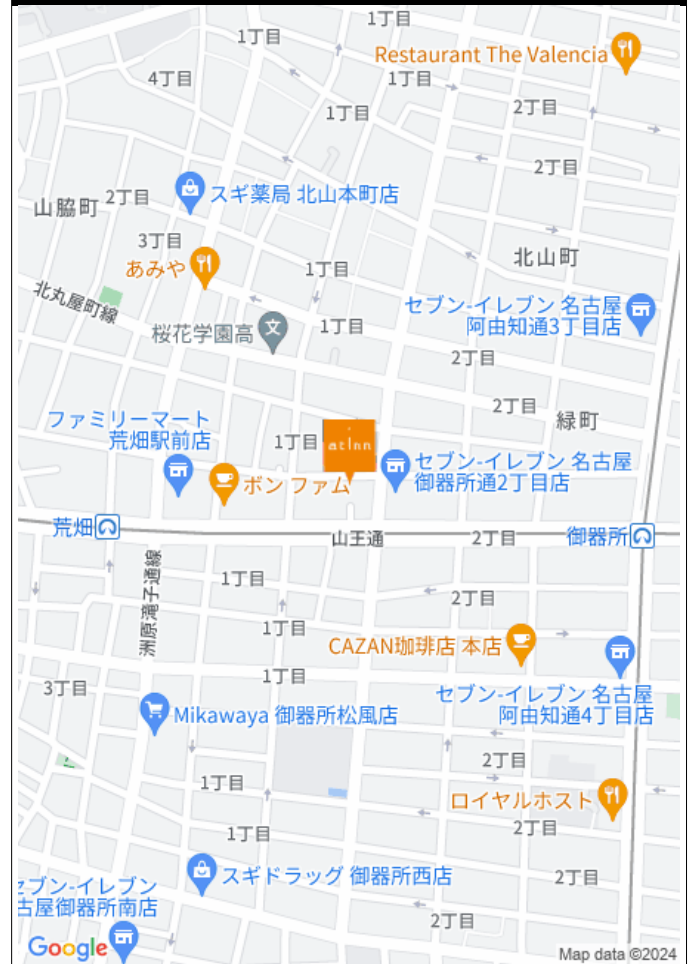 1丁目
1丁目
Restaurant The Valencia
4丁目
1丁目
2丁目
1丁目
2丁目
スギ薬局 北山本町店
2丁目
山脇町
3丁目
あみや
北山町
1丁目
北丸屋町線
セブン-イレブン 名古屋
阿由知通3丁目店
桜花学園高
文
1丁目
2丁目
2丁目
緑町
ファミリーマート
荒畑駅前店
1丁目
at inn
セブン-イレブン 名古屋
御器所通2丁目店
ボン ファム
荒畑
山王通
2丁目
御器所
洲原滝子通線
1丁目
2丁目
1丁目
CAZAN珈琲店 本店
1丁目
3丁目
セブン-イレブン 名古屋
阿由知通4丁目店
Mikawaya 御器所松風店
2丁目
1丁目
ロイヤルホスト
1丁目
2丁目
スギドラッグ 御器所西店
2丁目
セブン-イレブン
古屋御器所南店
2丁目
Google
Map data ©2024